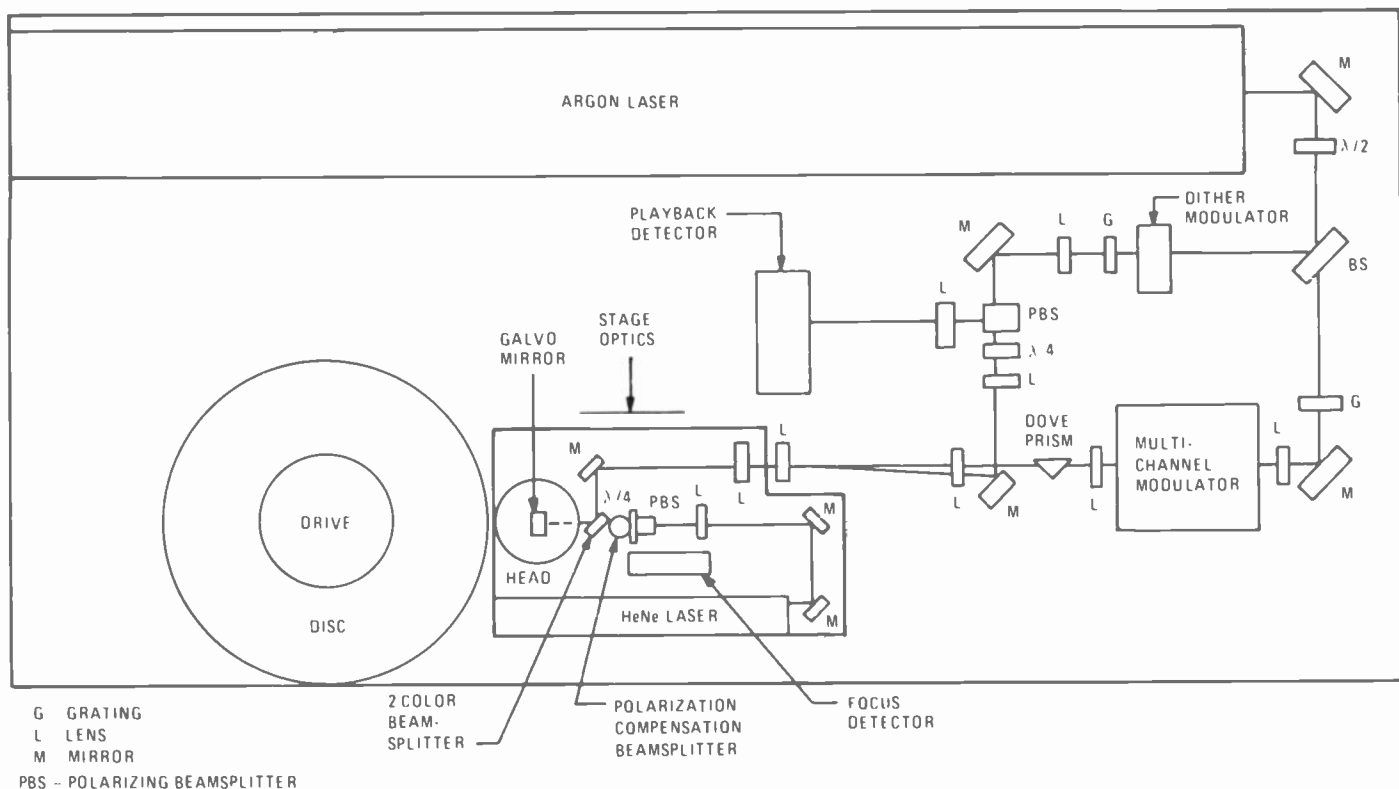 ARGON LASER
M
λ/2
DITHER
MODULATOR
PLAYBACK
DETECTOR
M
L
G
BS
STAGE
OPTICS
L
PBS
GALVO
MIRROR
λ 4
L
G
DOVE
PRISM
MULTI-
CHANNEL
MODULATOR
L
L
M
L
L
M
L
M
λ/4
PBS
L
M
DRIVE
HEAD
HeNe LASER
M
DISC
2 COLOR
BEAM-
SPLITTER
POLARIZATION
COMPENSATION
BEAMSPLITTER
FOCUS
DETECTOR
G GRATING
L LENS
M MIRROR
PBS - POLARIZING BEAMSPLITTER